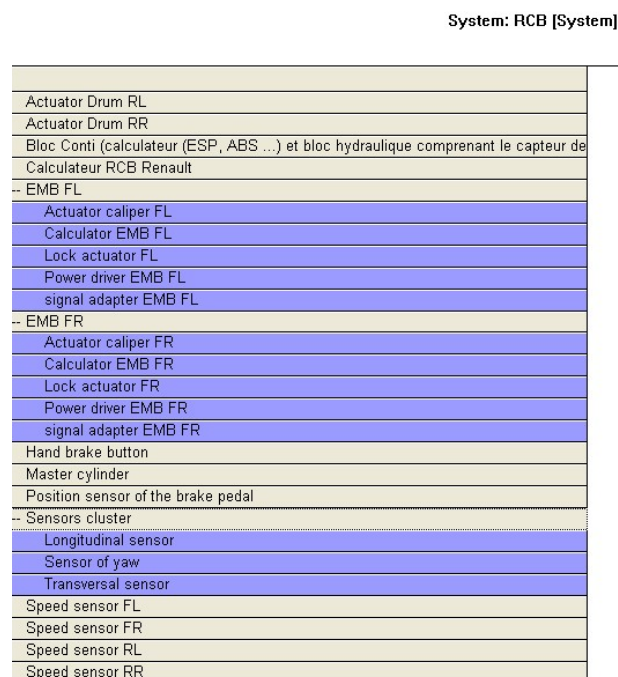 System: RCB [System]
Actuator Drum RL
Actuator Drum RR
Bloc Conti (calculateur (ESP, ABS ...) et bloc hydraulique comprenant le capteur de
Calculateur RCB Renault
-- EMB FL
Actuator caliper FL
Calculator EMB FL
Lock actuator FL
Power driver EMB FL
signal adapter EMB FL
-- EMB FR
Actuator caliper FR
Calculator EMB FR
Lock actuator FR
Power driver EMB FR
signal adapter EMB FR
Hand brake button
Master cylinder
Position sensor of the brake pedal
-- Sensors cluster
Longitudinal sensor
Sensor of yaw
Transversal sensor
Speed sensor FL
Speed sensor FR
Speed sensor RL
Speed sensor RR